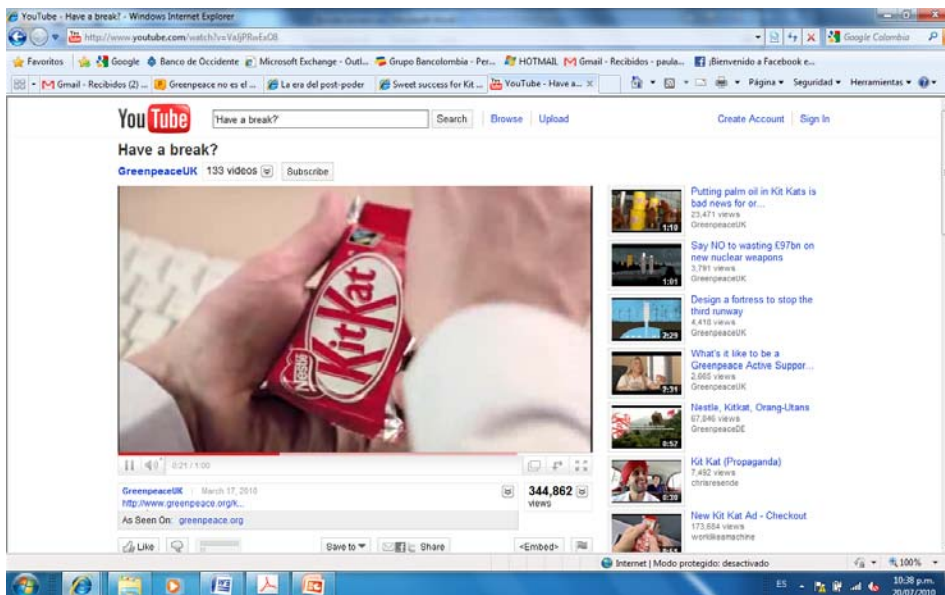 YouTube - Have a break? - Windows Internet Explorer
http://www.youtube.com/watch?v=VaJjPRwExO8
Google Colombia
Favoritos Google Banco de Occidente Microsoft Exchange - Outl... Grupo Bancolombia - Per... HOTMAIL Gmail - Recibidos - paula... ¡Bienvenido a Facebook e...
Gmail - Recibidos (2) ... Greenpeace no es el ... La era del post-poder Sweet success for Kit ... YouTube - Have a... Página Seguridad Herramientas
YouTube 'Have a break?' Search Browse Upload Create Account Sign In
Have a break?
GreenpeaceUK 133 videos Subscribe
Nestle KitKat
0:21 / 1:00
GreenpeaceUK March 17, 2010
http://www.greenpeace.org/k...
344,862
views
As Seen On: greenpeace.org
Like Save to Share <Embed>
Putting palm oil in Kit Kats is
bad news for or...
23,471 views
GreenpeaceUK
1:10
Say NO to wasting £97bn on
new nuclear weapons
3,791 views
GreenpeaceUK
1:01
Design a fortress to stop the
third runway
4,418 views
GreenpeaceUK
7:29
What's it like to be a
Greenpeace Active Suppor...
2,665 views
GreenpeaceUK
2:31
Nestle, Kitkat, Orang-Utans
67,846 views
GreenpeaceDE
0:57
Kit Kat (Propaganda)
7,492 views
chrisresende
0:30
New Kit Kat Ad - Checkout
173,684 views
worklikeamachine
Internet | Modo protegido: desactivado 100%
ES 10:38 p.m.
20/07/2010